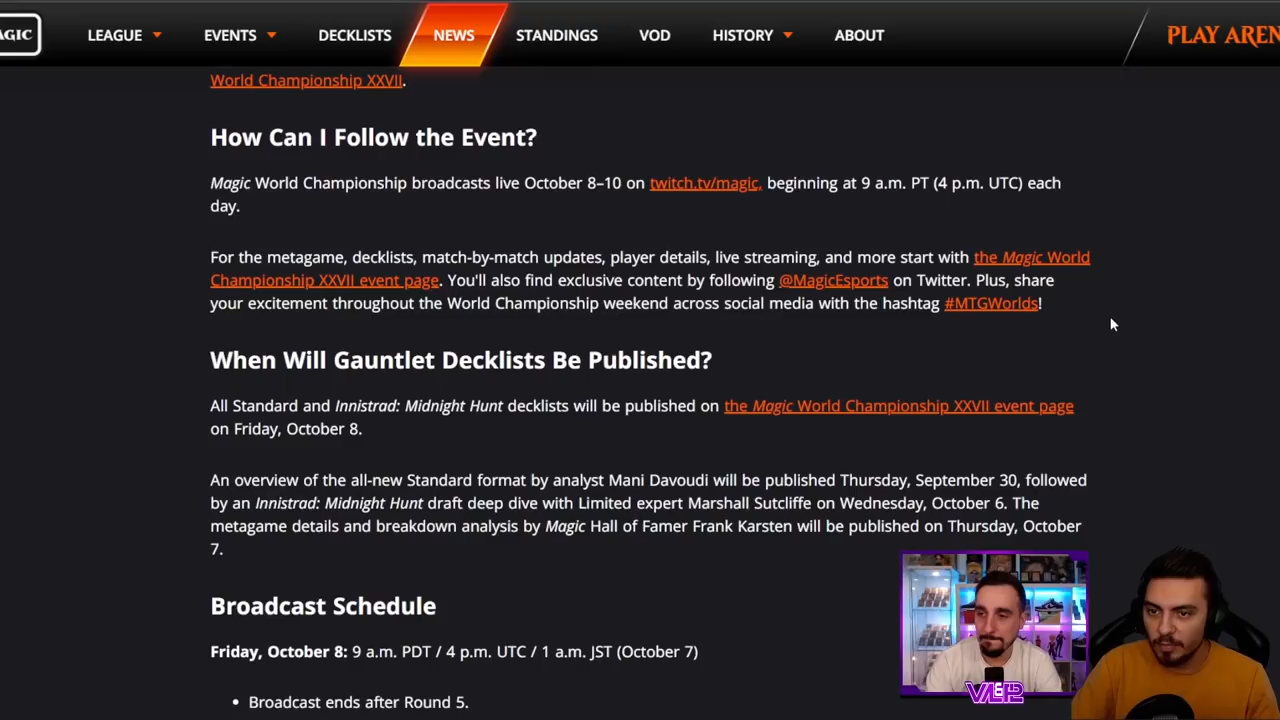 AGIC
LEAGUE
EVENTS
DECKLISTS
NEWS
STANDINGS
VOD
HISTORY
ABOUT
PLAY AREN
World Championship XXVII.
How Can I Follow the Event?
Magic World Championship broadcasts live October 8–10 on twitch.tv/magic, beginning at 9 a.m. PT (4 p.m. UTC) each
day.
For the metagame, decklists, match-by-match updates, player details, live streaming, and more start with the Magic World
Championship XXVII event page. You'll also find exclusive content by following @MagicEsports on Twitter. Plus, share
your excitement throughout the World Championship weekend across social media with the hashtag #MTGWorlds!
When Will Gauntlet Decklists Be Published?
All Standard and Innistrad: Midnight Hunt decklists will be published on the Magic World Championship XXVII event page
on Friday, October 8.
An overview of the all-new Standard format by analyst Mani Davoudi will be published Thursday, September 30, followed
by an Innistrad: Midnight Hunt draft deep dive with Limited expert Marshall Sutcliffe on Wednesday, October 6. The
metagame details and breakdown analysis by Magic Hall of Famer Frank Karsten will be published on Thursday, October
7.
Broadcast Schedule
Friday, October 8: 9 a.m. PDT / 4 p.m. UTC / 1 a.m. JST (October 7)
• Broadcast ends after Round 5.